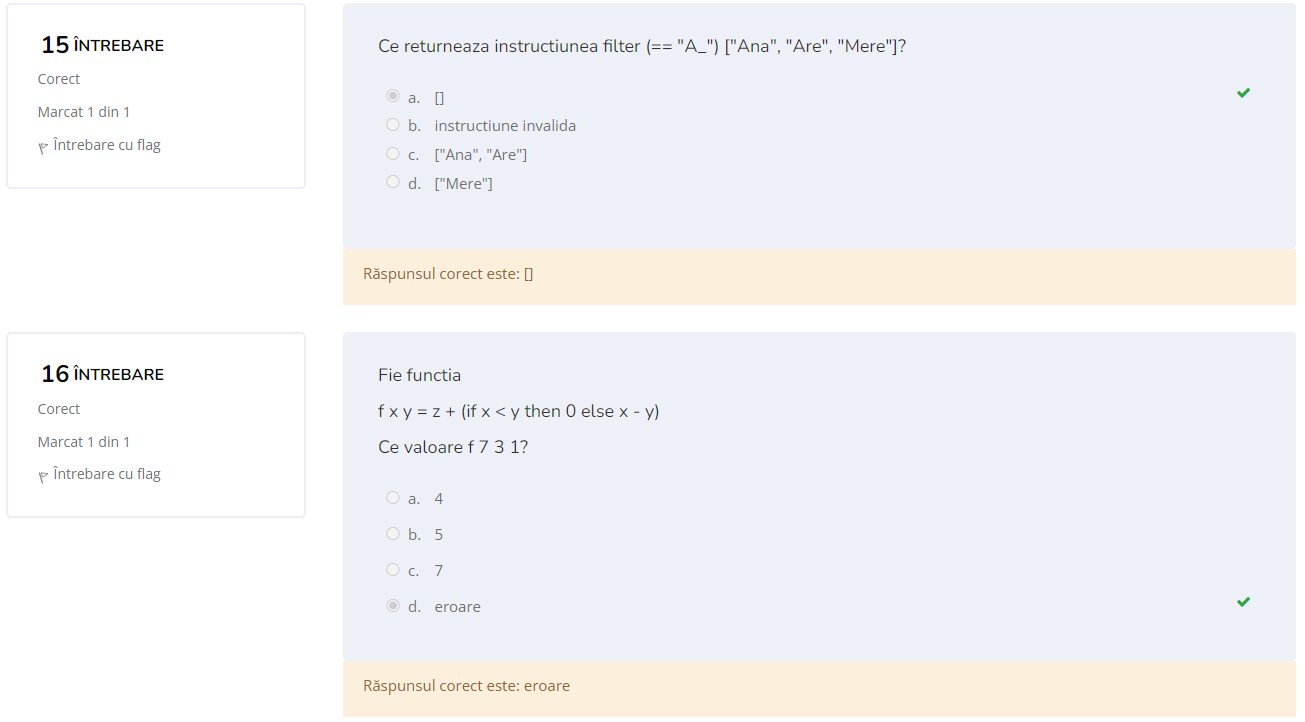 15 ÎNTREBARE
Corect
Marcat 1 din 1
Întrebare cu flag
Ce returneaza instructiunea filter (== "A_") ["Ana", "Are", "Mere"]?
a. []
b. instructiune invalida
c. ["Ana", "Are"]
d. ["Mere"]
Răspunsul corect este: []
16 ÎNTREBARE
Corect
Marcat 1 din 1
Întrebare cu flag
Fie functia
f x y = z + (if x < y then 0 else x - y)
Ce valoare f 7 3 1?
a. 4
b. 5
c. 7
d. eroare
Răspunsul corect este: eroare